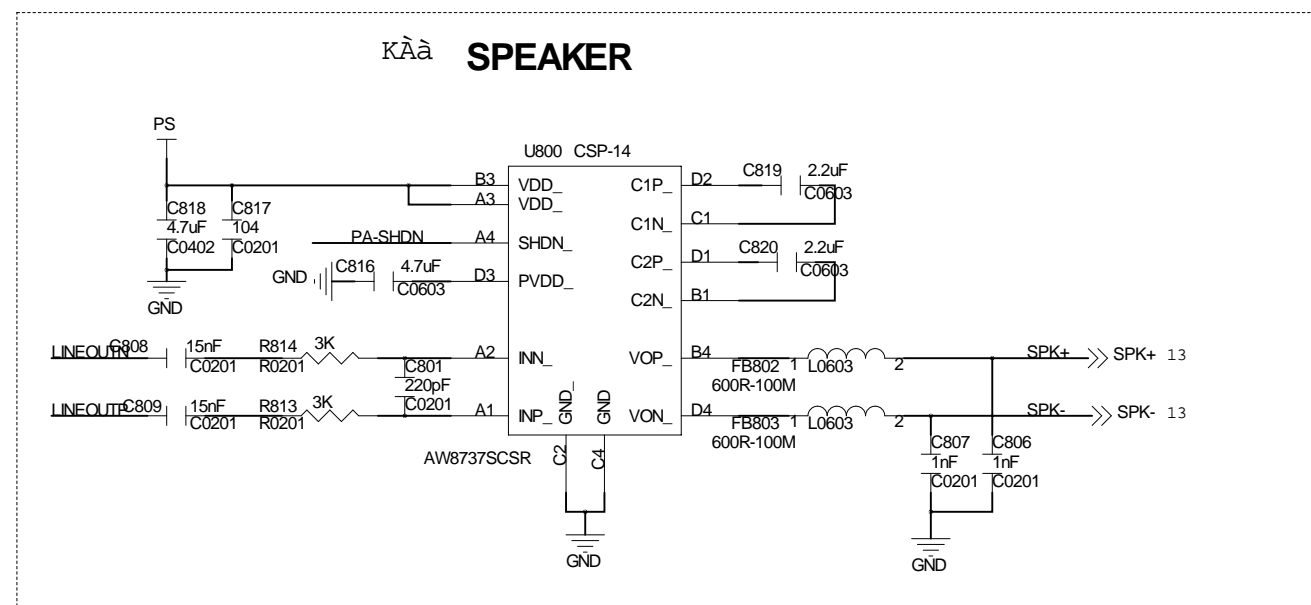 KÀà SPEAKER
PS
U800 CSP-14
B3 VDD_ C1P_ D2 C819 2.2uF
A3 VDD_ C0603
C818 C817
4.7uF 104
C0402 C0201
C1N_ C1
PA-SHDN A4 SHDN_
C2P_ D1 C820 2.2uF
GND C816 4.7uF D3 PVDD_ C0603
C0603
C2N_ B1
GND
LINEOUTN C808 15nF R814 3K A2 INN_ VOP_ B4 1 2 SPK+ SPK+ 13
C0201 R0201 C801 FB802 L0603
220pF 600R-100M
C0201
LINEOUTP C809 15nF R813 3K A1 INP_ GND_ GND VON_ D4 1 2 SPK- SPK- 13
C0201 R0201 FB803 L0603
600R-100M
AW8737SCSR C2 C4
C807 C806
1nF 1nF
C0201 C0201
GND
GND